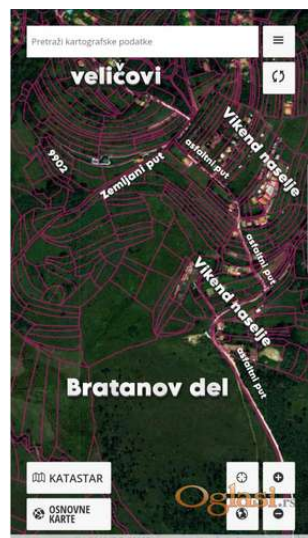 Pretraži kartografske podatke
veličovi
Vikend naselje
asfaltni put
9902
Zemljani put
asfaltni put
Vikend naselje
asfaltni put
Bratanov del
KATASTAR
OSNOVNE
KARTE
Oglasi.rs